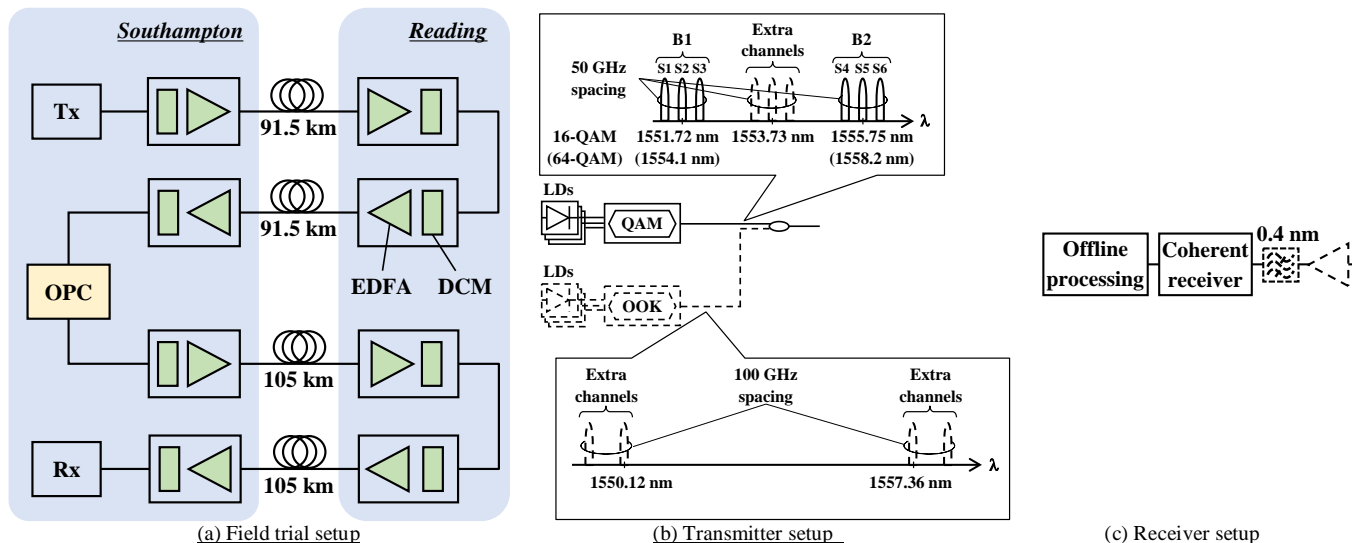 Southampton
Reading
Tx
91.5 km
91.5 km
EDFA
DCM
OPC
105 km
Rx
105 km
(a) Field trial setup
B1
Extra
channels
B2
S1 S2 S3
S4 S5 S6
50 GHz
spacing
λ
16-QAM
1551.72 nm
1553.73 nm
1555.75 nm
(64-QAM)
(1554.1 nm)
(1558.2 nm)
LDs
QAM
LDs
OOK
Extra
channels
100 GHz
spacing
Extra
channels
λ
1550.12 nm
1557.36 nm
(b) Transmitter setup
Offline
processing
Coherent
receiver
0.4 nm
(c) Receiver setup